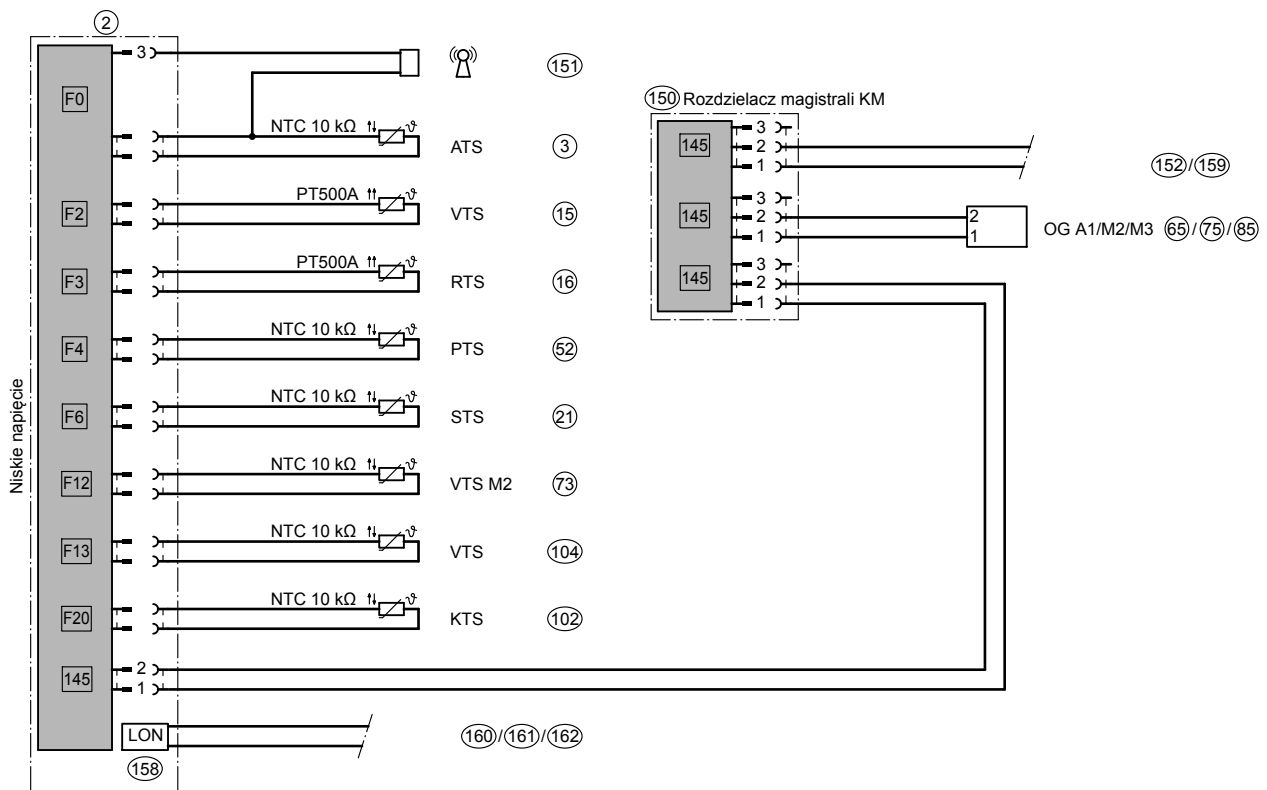 2
3
F0
151
NTC 10 kΩ ϑ
ATS 3
PT500A ϑ
F2
VTS 15
PT500A ϑ
F3
RTS 16
NTC 10 kΩ ϑ
F4
PTS 52
NTC 10 kΩ ϑ
F6
STS 21
NTC 10 kΩ ϑ
F12
VTS M2 73
NTC 10 kΩ ϑ
F13
VTS 104
NTC 10 kΩ ϑ
F20
KTS 102
145
2
1
LON
158
160/161/162
Niskie napięcie
150 Rozdzielacz magistrali KM
145
3
2
1
152/159
145
3
2
1
2
1
OG A1/M2/M3 65/75/85
145
3
2
1